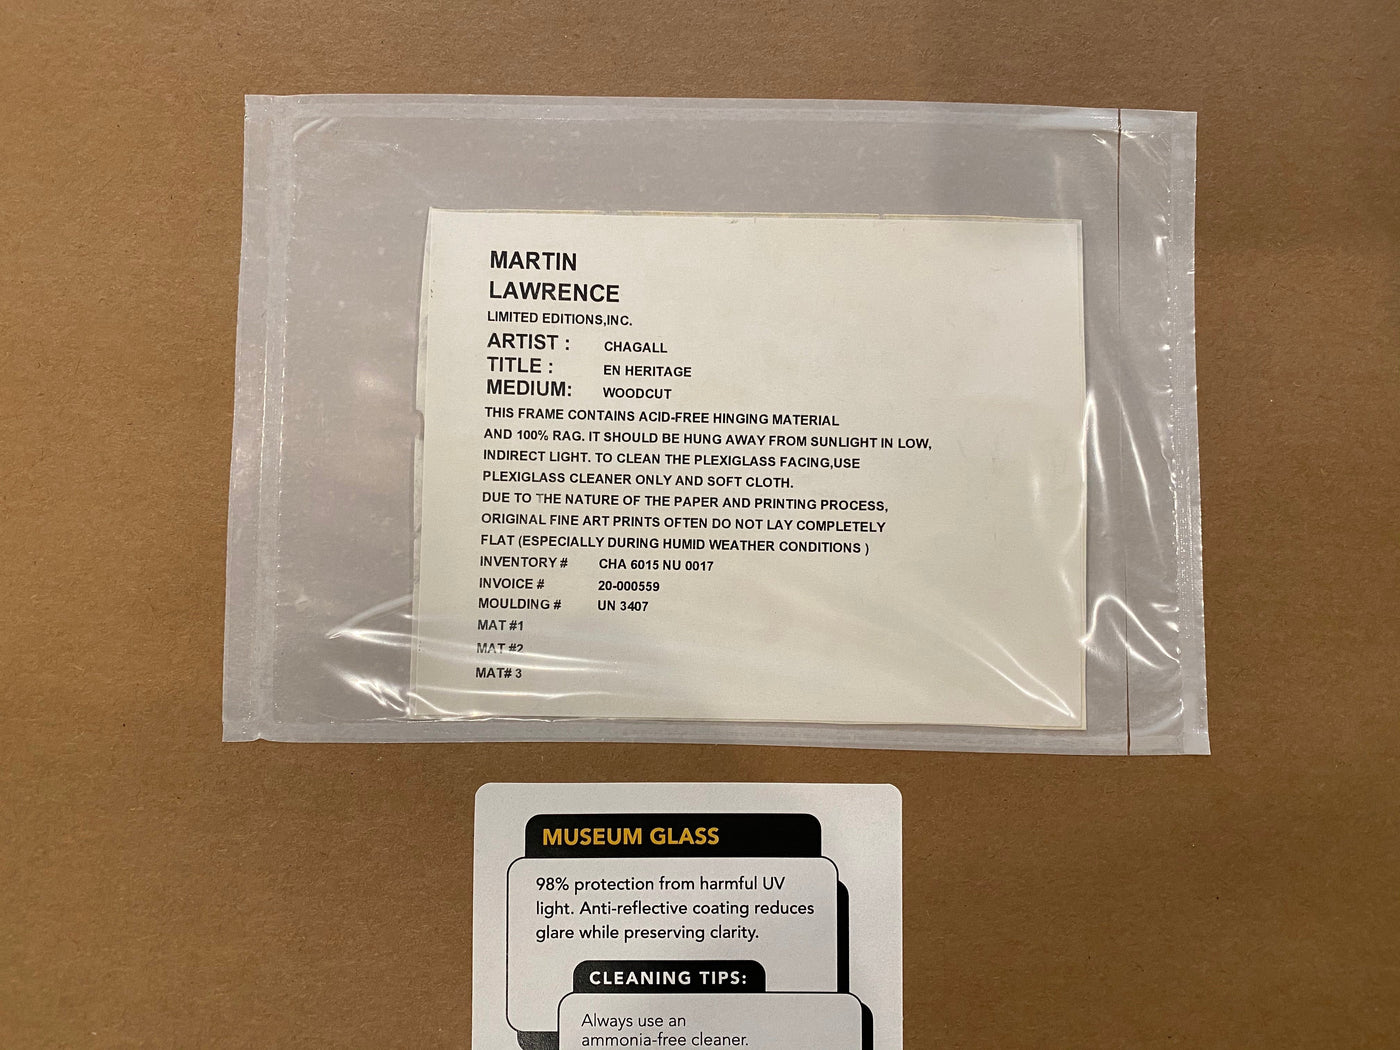 MARTIN
LAWRENCE
LIMITED EDITIONS,INC.
ARTIST : CHAGALL
TITLE : EN HERITAGE
MEDIUM: WOODCUT
THIS FRAME CONTAINS ACID-FREE HINGING MATERIAL
AND 100% RAG. IT SHOULD BE HUNG AWAY FROM SUNLIGHT IN LOW,
INDIRECT LIGHT. TO CLEAN THE PLEXIGLASS FACING,USE
PLEXIGLASS CLEANER ONLY AND SOFT CLOTH.
DUE TO THE NATURE OF THE PAPER AND PRINTING PROCESS,
ORIGINAL FINE ART PRINTS OFTEN DO NOT LAY COMPLETELY
FLAT (ESPECIALLY DURING HUMID WEATHER CONDITIONS )
INVENTORY # CHA 6015 NU 0017
INVOICE # 20-000559
MOULDING # UN 3407
MAT #1
MAT #2
MAT# 3
MUSEUM GLASS
98% protection from harmful UV
light. Anti-reflective coating reduces
glare while preserving clarity.
CLEANING TIPS:
Always use an
ammonia-free cleaner.